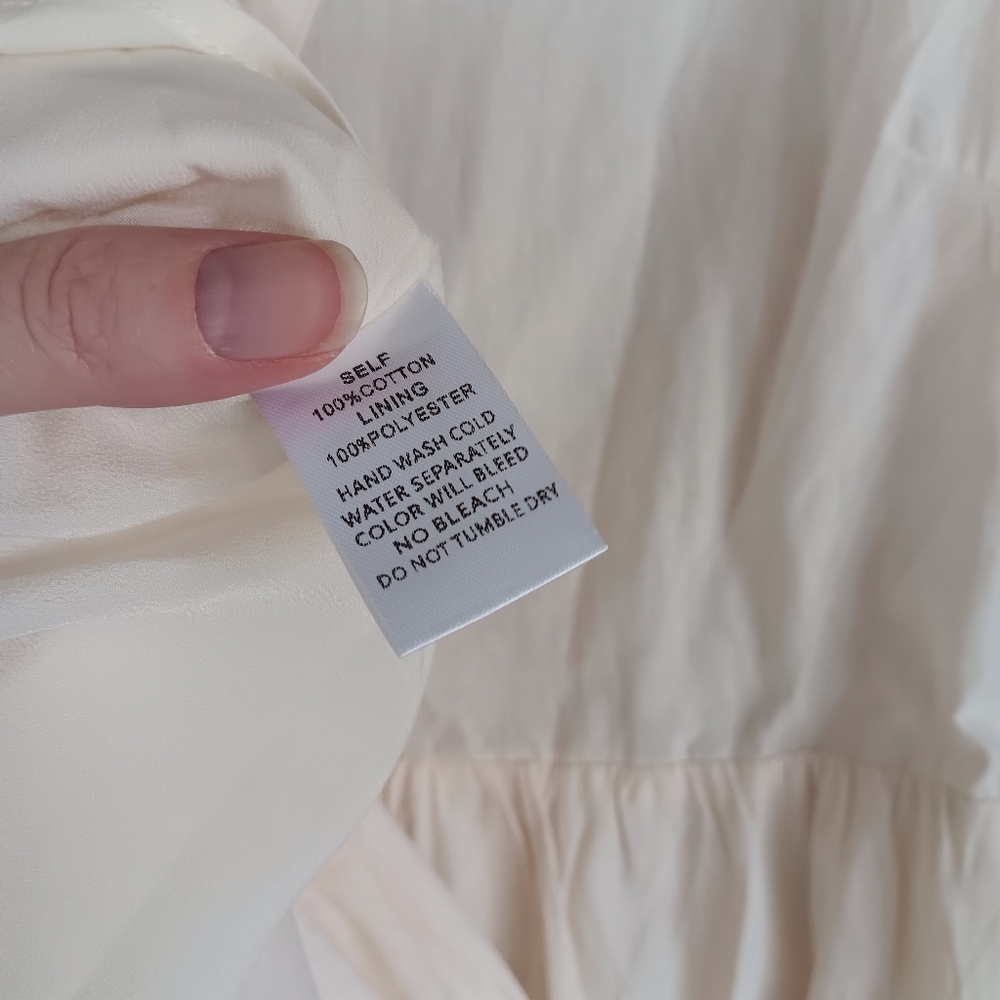 SELF
100%COTTON
LINING
100%POLYESTER
HAND WASH COLD
WATER SEPARATELY
COLOR WILL BLEED
NO BLEACH
DO NOT TUMBLE DRY